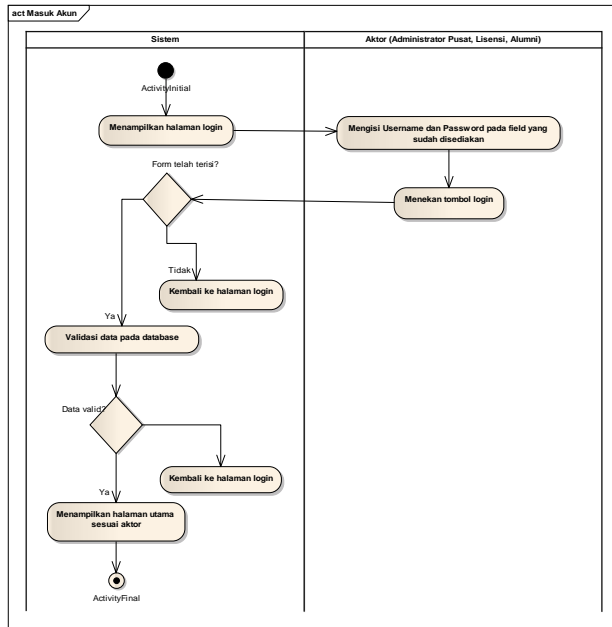 act Masuk Akun
Sistem
Aktor (Administrator Pusat, Lisensi, Alumni)
ActivityInitial
Menampilkan halaman login
Mengisi Username dan Password pada field yang
sudah disediakan
Form telah terisi?
Menekan tombol login
Tidak
Kembali ke halaman login
Ya
Validasi data pada database
Data valid?
Kembali ke halaman login
Ya
Menampilkan halaman utama
sesuai aktor
ActivityFinal